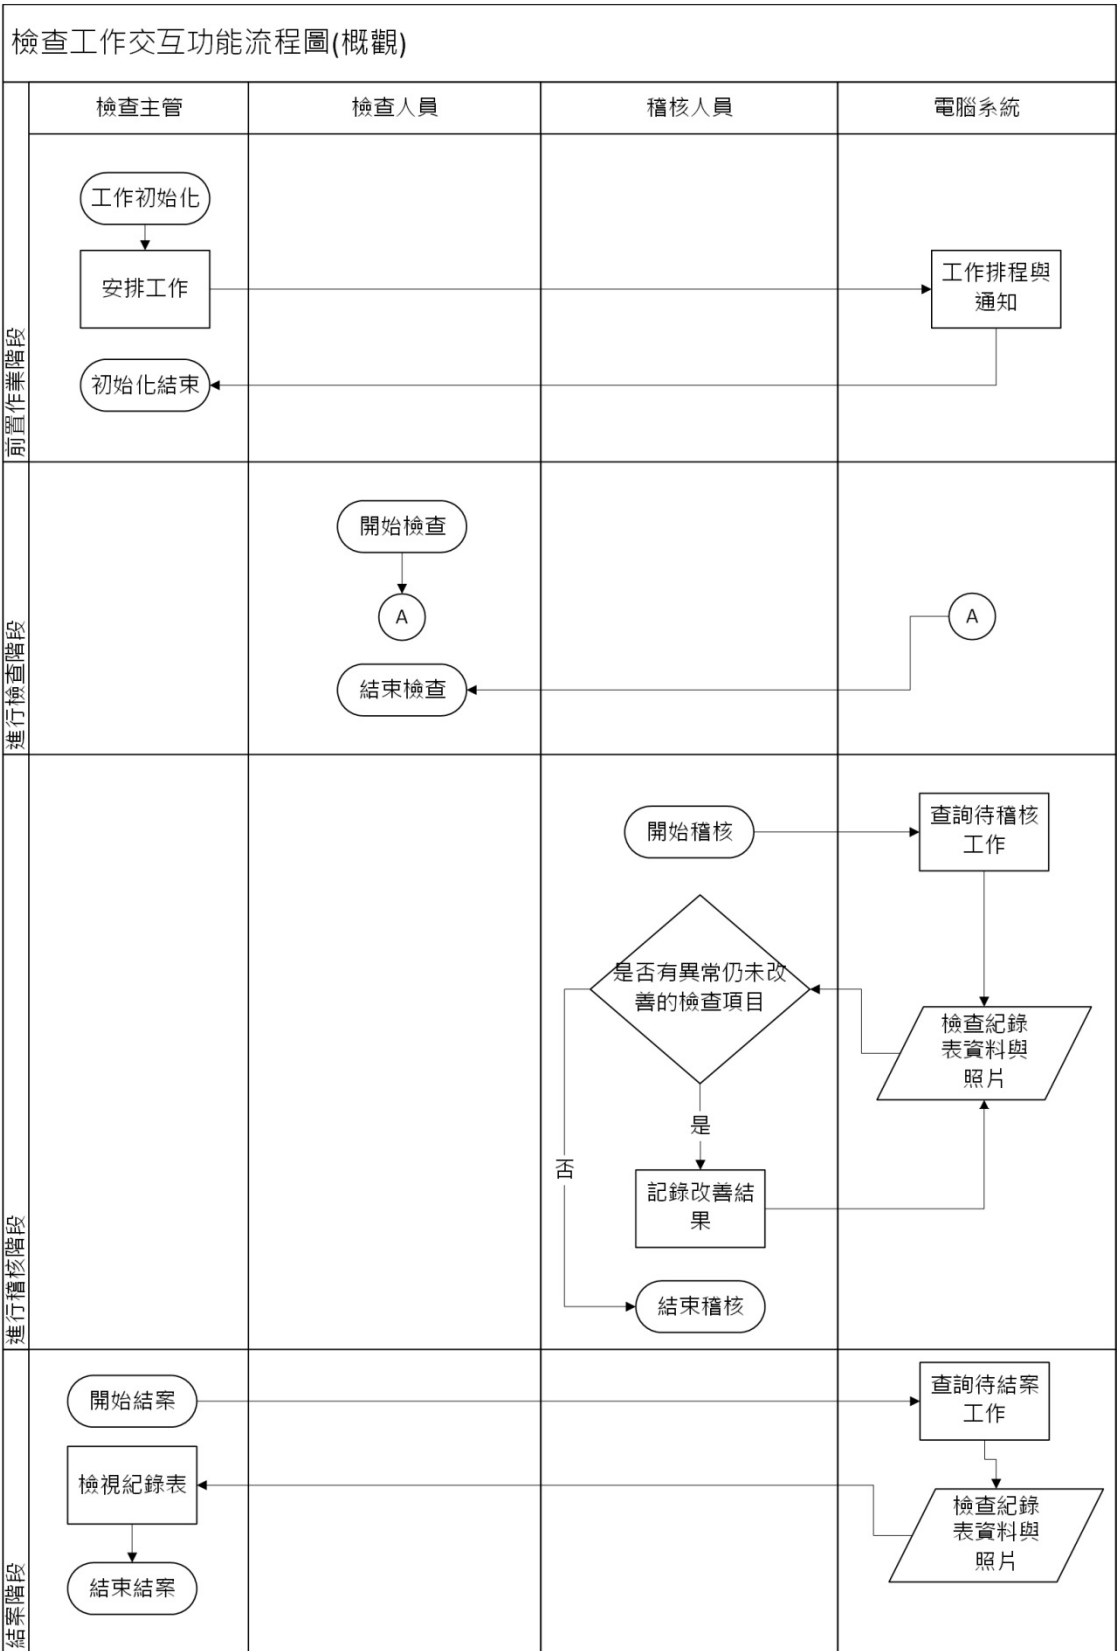 檢查工作交互功能流程圖(概觀)
檢查主管
檢查人員
稽核人員
電腦系統
前置作業階段
工作初始化
安排工作
工作排程與
通知
初始化結束
進行檢查階段
開始檢查
A
A
結束檢查
進行稽核階段
開始稽核
查詢待稽核
工作
是否有異常仍未改
善的檢查項目
檢查紀錄
表資料與
照片
是
否
記錄改善結
果
結束稽核
結案階段
開始結案
查詢待結案
工作
檢視紀錄表
檢查紀錄
表資料與
照片
結束結案